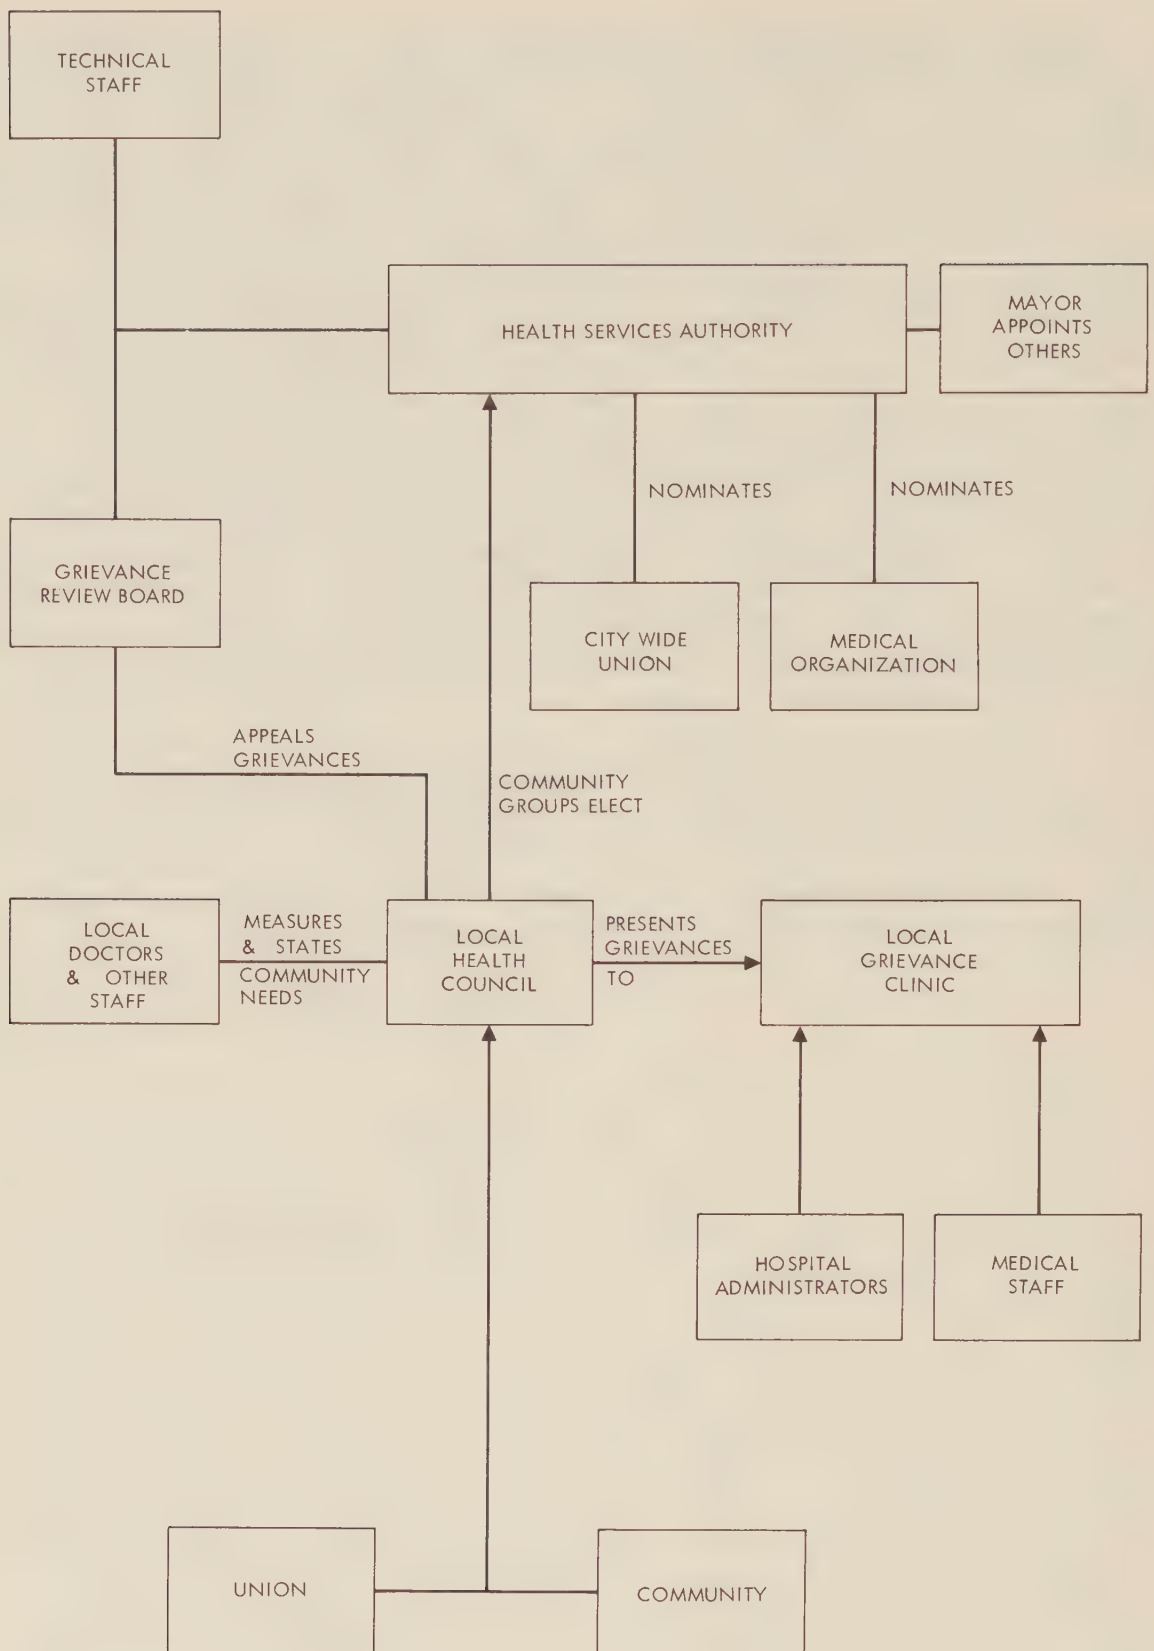 TECHNICAL
STAFF
HEALTH SERVICES AUTHORITY
MAYOR
APPOINTS
OTHERS
NOMINATES
NOMINATES
GRIEVANCE
REVIEW BOARD
CITY WIDE
UNION
MEDICAL
ORGANIZATION
APPEALS
GRIEVANCES
COMMUNITY
GROUPS ELECT
LOCAL
DOCTORS
& OTHER
STAFF
MEASURES
& STATES
COMMUNITY
NEEDS
LOCAL
HEALTH
COUNCIL
PRESENTS
GRIEVANCES
TO
LOCAL
GRIEVANCE
CLINIC
HOSPITAL
ADMINISTRATORS
MEDICAL
STAFF
UNION
COMMUNITY